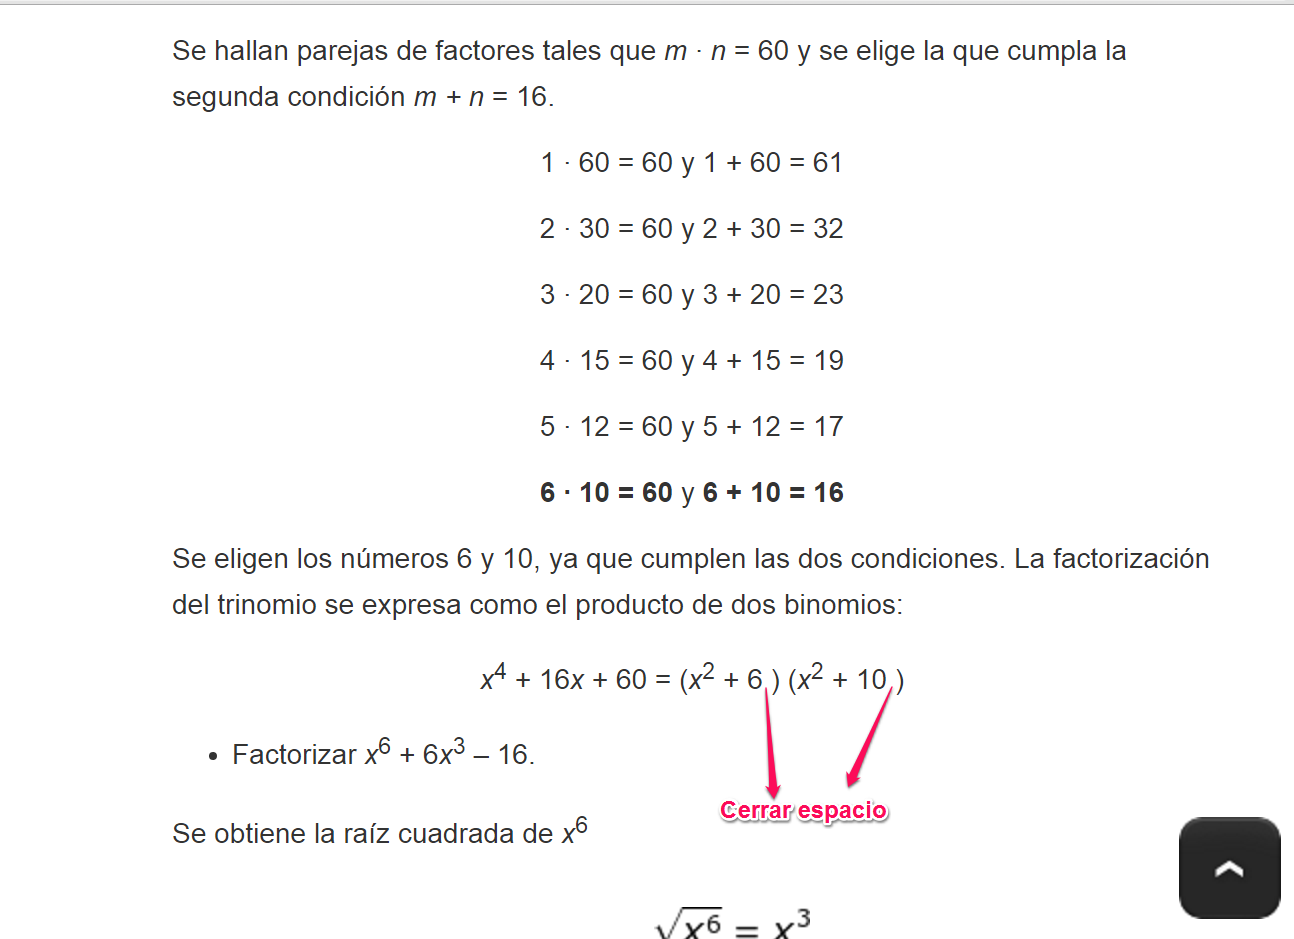 Se hallan parejas de factores tales que m · n = 60 y se elige la que cumpla la
segunda condición m + n = 16.
1 · 60 = 60 y 1 + 60 = 61
2 · 30 = 60 y 2 + 30 = 32
3 · 20 = 60 y 3 + 20 = 23
4 · 15 = 60 y 4 + 15 = 19
5 · 12 = 60 y 5 + 12 = 17
6 · 10 = 60 y 6 + 10 = 16
Se eligen los números 6 y 10, ya que cumplen las dos condiciones. La factorización
del trinomio se expresa como el producto de dos binomios:
x⁴ + 16x + 60 = (x² + 6 ) (x² + 10 )
• Factorizar x⁶ + 6x³ – 16.
Cerrar espacio
Se obtiene la raíz cuadrada de x⁶
√x⁶ = x³